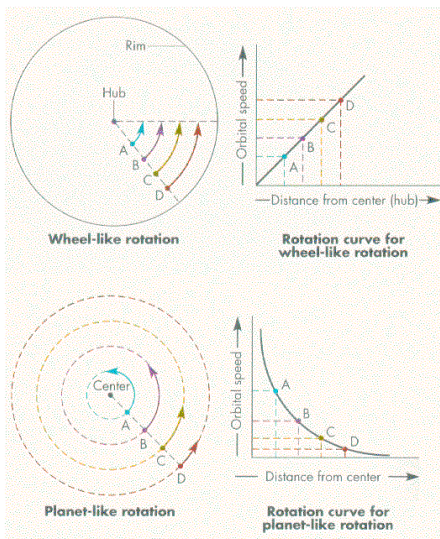 Rim
Hub
A
B
C
D
Wheel-like rotation
Orbital speed
A
B
C
D
Distance from center (hub)
Rotation curve for
wheel-like rotation
Center
A
B
C
D
Planet-like rotation
Orbital speed
A
B
C
D
Distance from center
Rotation curve for
planet-like rotation